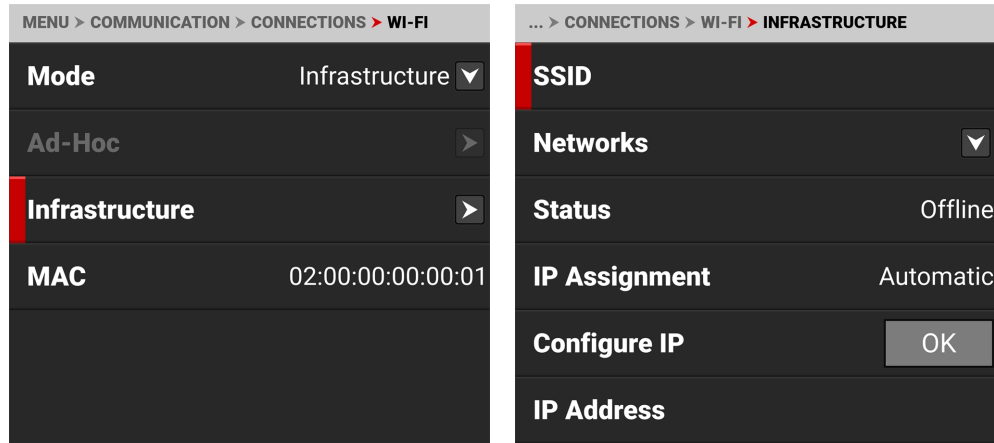 MENU > COMMUNICATION > CONNECTIONS > WI-FI
Mode Infrastructure
Ad-Hoc
Infrastructure
MAC 02:00:00:00:00:01
... > CONNECTIONS > WI-FI > INFRASTRUCTURE
SSID
Networks
Status Offline
IP Assignment Automatic
Configure IP OK
IP Address